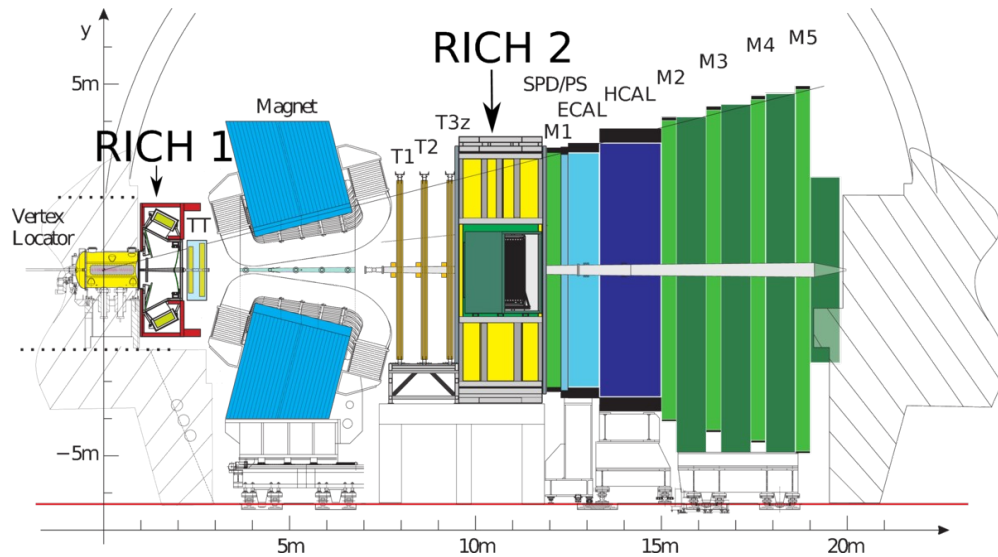 y
5m
RICH 2
SPD/PS
ECAL
HCAL
M1
M2
M3
M4
M5
Magnet
T1
T2
T3z
RICH 1
TT
Vertex
Locator
−5m
5m
10m
15m
20m